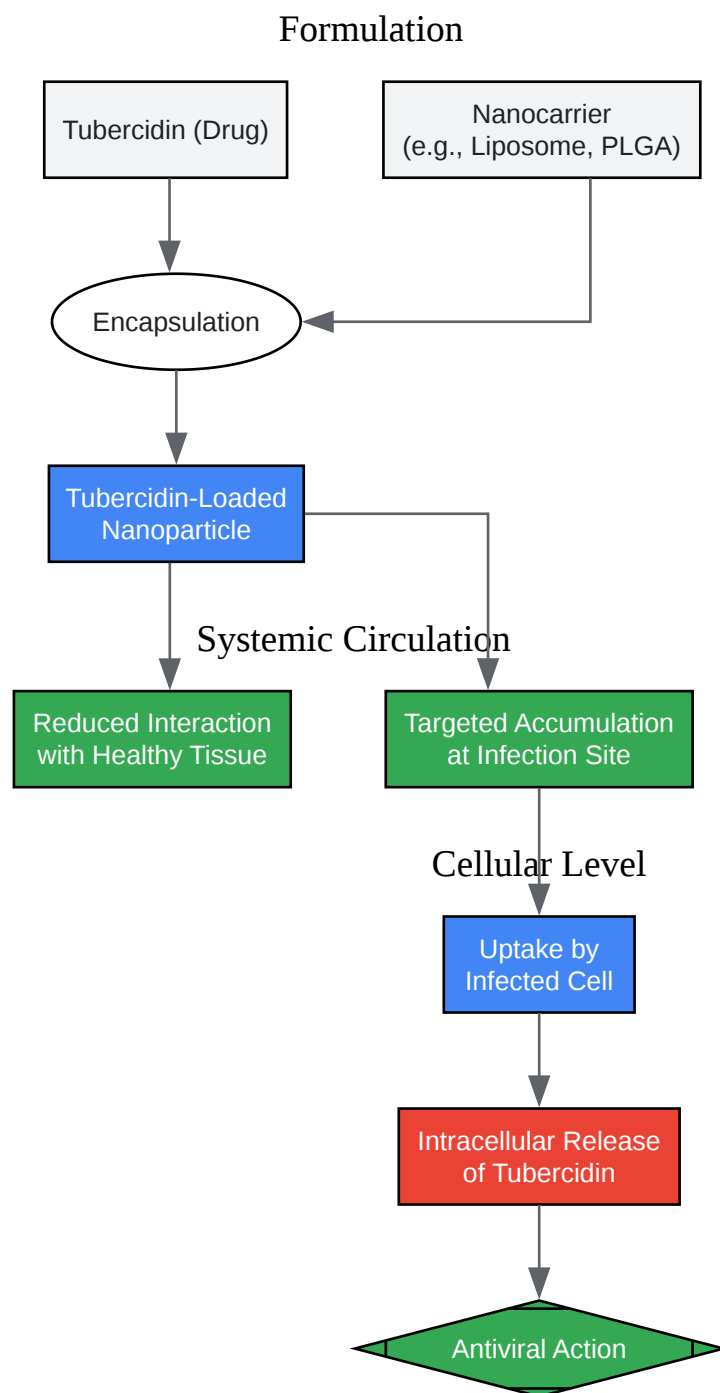 Formulation
Tubercidin (Drug)
Nanocarrier
(e.g., Liposome, PLGA)
Encapsulation
Tubercidin-Loaded
Nanoparticle
Systemic Circulation
Reduced Interaction
with Healthy Tissue
Targeted Accumulation
at Infection Site
Cellular Level
Uptake by
Infected Cell
Intracellular Release
of Tubercidin
Antiviral Action